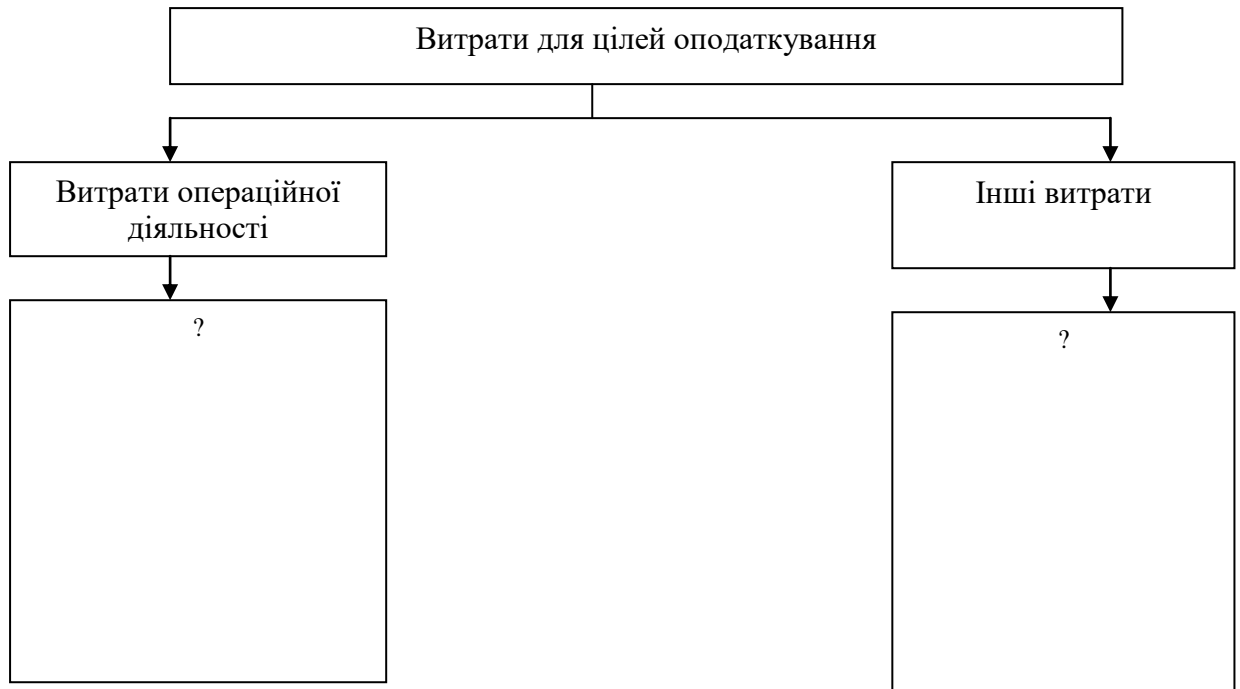 Витрати для цілей оподаткування
Витрати операційної
діяльності
Інші витрати
?
?